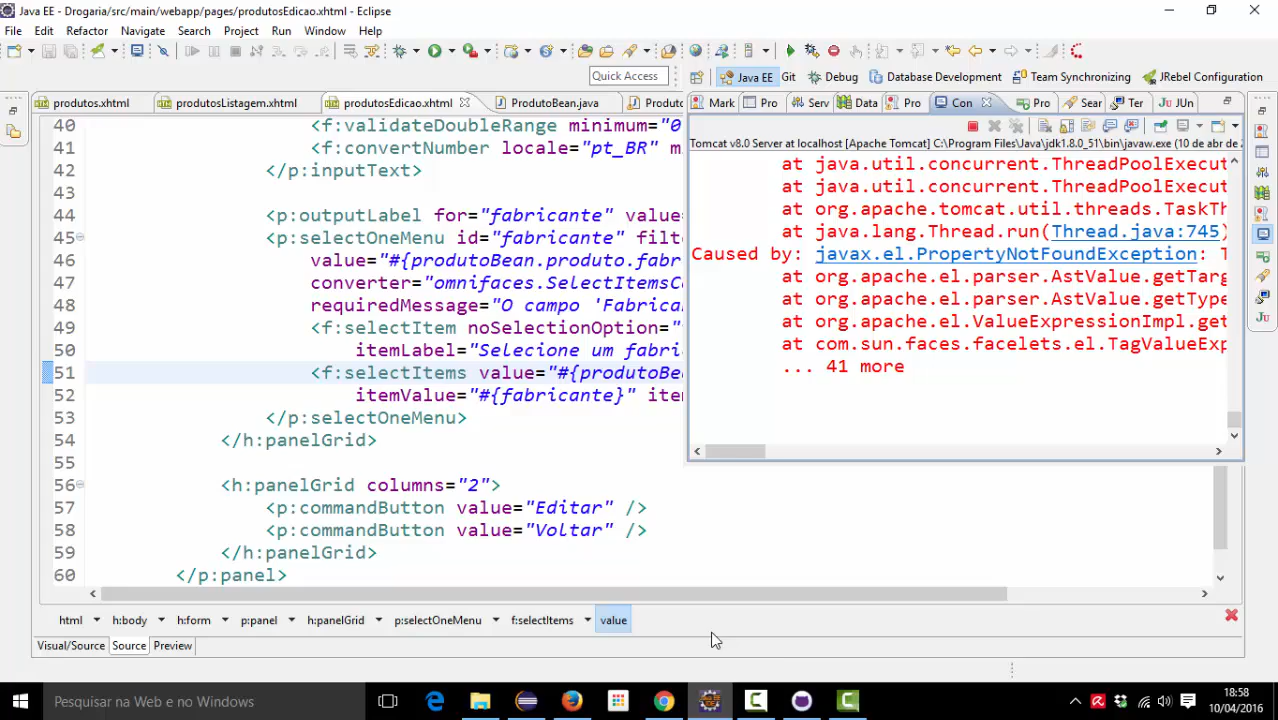 Java EE - Drogaria/src/main/webapp/pages/produtosEdicao.xhtml - Eclipse
File Edit Refactor Navigate Search Project Run Window Help
Quick Access
Java EE Git Debug Database Development Team Synchronizing JRebel Configuration
produtos.xhtml produtosListagem.xhtml produtosEdicao.xhtml ProdutoBean.java Produto
Mark Pro Serv Data Pro Con Pro Sear Ter JUn
40 <f:validateDoubleRange minimum="0
41 <f:convertNumber locale="pt_BR" m
42 </p:inputText>
43
44 <p:outputLabel for="fabricante" value=
45 <p:selectOneMenu id="fabricante" filt
46 value="#{produtoBean.produto.fabr
47 converter="omnifaces.SelectItemsCo
48 requiredMessage="O campo 'Fabrica
49 <f:selectItem noSelectionOption="
50 itemLabel="Selecione um fabri
51 <f:selectItems value="#{produtoBea
52 itemValue="#{fabricante}" item
53 </p:selectOneMenu>
54 </h:panelGrid>
55
56 <h:panelGrid columns="2">
57 <p:commandButton value="Editar" />
58 <p:commandButton value="Voltar" />
59 </h:panelGrid>
60 </p:panel>
Tomcat v8.0 Server at localhost [Apache Tomcat] C:\Program Files\Java\jdk1.8.0_51\bin\javaw.exe (10 de abr de 2
at java.util.concurrent.ThreadPoolExecut
at java.util.concurrent.ThreadPoolExecut
at org.apache.tomcat.util.threads.TaskTh
at java.lang.Thread.run(Thread.java:745)
Caused by: javax.el.PropertyNotFoundException: T
at org.apache.el.parser.AstValue.getTarg
at org.apache.el.parser.AstValue.getType
at org.apache.el.ValueExpressionImpl.get
at com.sun.faces.facelets.el.TagValueExp
... 41 more
html h:body h:form p:panel h:panelGrid p:selectOneMenu f:selectItems value
Visual/Source Source Preview
Pesquisar na Web e no Windows
18:58
10/04/2016